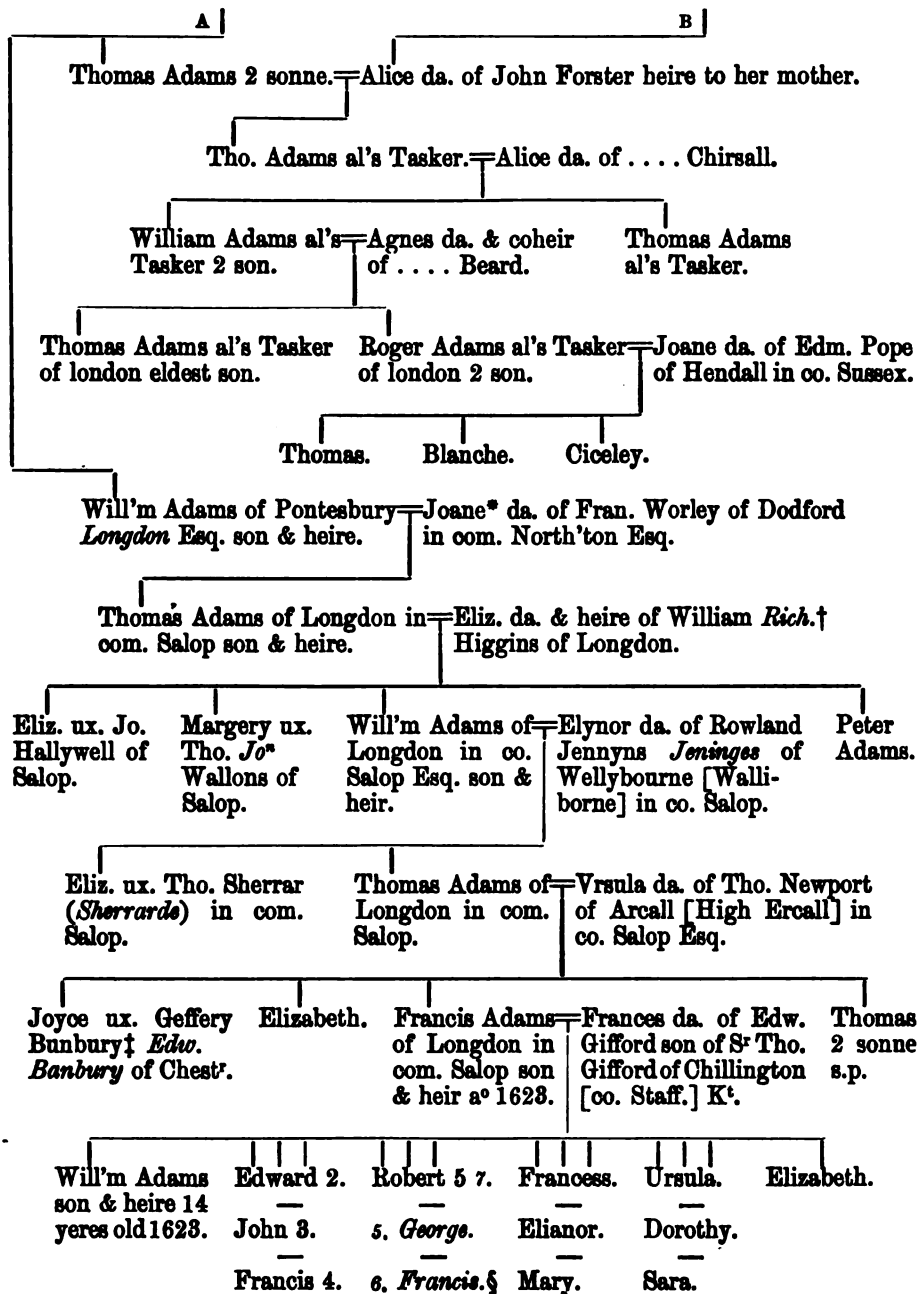 A B
Thomas Adams 2 sonne. Alice da. of John Forster heire to her mother.
Tho. Adams al's Tasker. Alice da. of .... Chirsall.
William Adams al's Agnes da. & coheir Thomas Adams
Tasker 2 son. of .... Beard. al's Tasker.
Thomas Adams al's Tasker Roger Adams al's Tasker Joane da. of Edm. Pope
of london eldest son. of london 2 son. of Hendall in co. Sussex.
Thomas. Blanche. Ciceley.
Will'm Adams of Pontesbury Joane* da. of Fran. Worley of Dodford
Longdon Esq. son & heire. in com. North'ton Esq.
Thomas Adams of Longdon in Eliz. da. & heire of William Rich.†
com. Salop son & heire. Higgins of Longdon.
Eliz. ux. Jo. Margery ux. Will'm Adams of Elynor da. of Rowland Peter
Hallywell of Tho. Joⁿ Longdon in co. Jennyns Jeninges of Adams.
Salop. Wallons of Salop Esq. son & Wellybourne [Walli-
Salop. heir. borne] in co. Salop.
Eliz. ux. Tho. Sherrar Thomas Adams of Vrsula da. of Tho. Newport
(Sherrarde) in com. Longdon in com. of Arcall [High Ercall] in
Salop. Salop. co. Salop Esq.
Joyce ux. Geffery Elizabeth. Francis Adams Frances da. of Edw. Thomas
Bunbury‡ Edw. of Longdon in Gifford son of Sʳ Tho. 2 sonne
Banbury of Chestʳ. com. Salop son Gifford of Chillington s.p.
& heir aº 1623. [co. Staff.] Kᵗ.
Will'm Adams Edward 2. Robert 5 7. Francess. Ursula. Elizabeth.
son & heire 14
yeres old 1623. John 3. 5. George. Elianor. Dorothy.
Francis 4. 6. Francis.§ Mary. Sara.